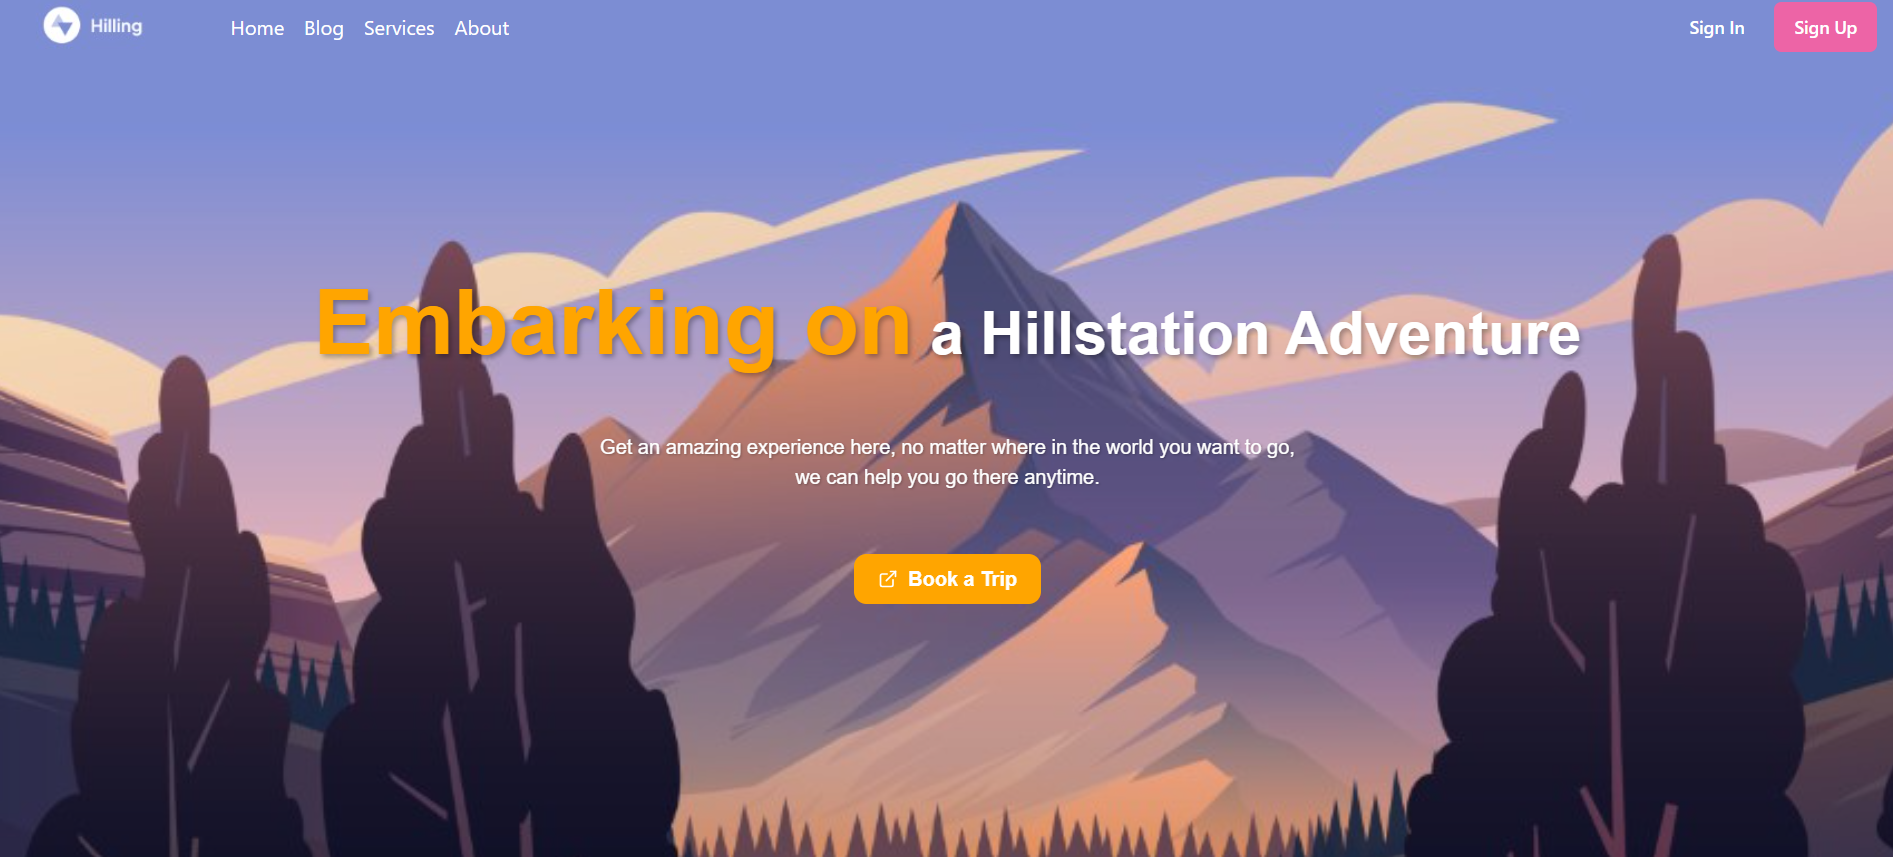 Hilling
Home Blog Services About
Sign In
Sign Up
Embarking on a Hillstation Adventure
Get an amazing experience here, no matter where in the world you want to go,
we can help you go there anytime.
Book a Trip